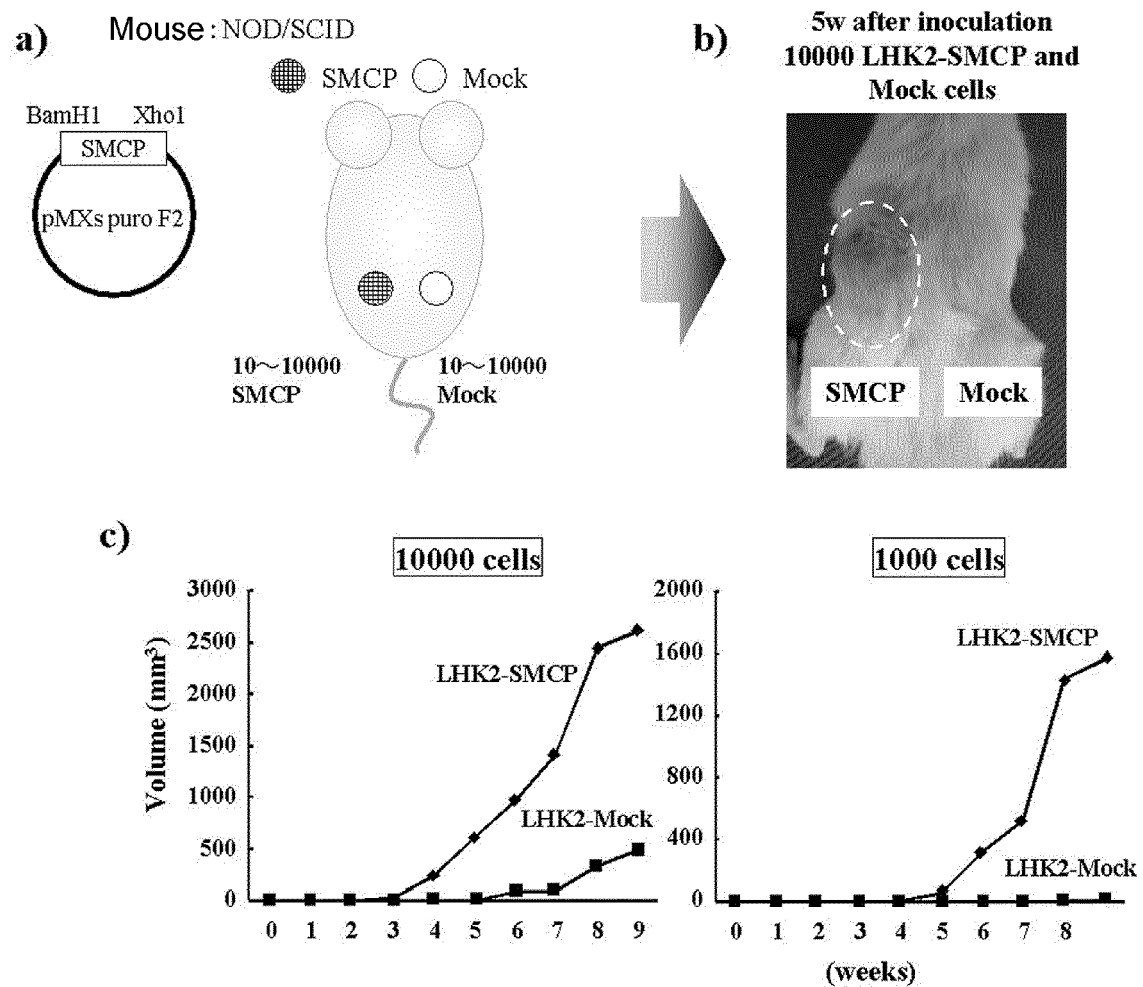 a)
Mouse : NOD/SCID
SMCP
Mock
BamH1
Xho1
SMCP
pMXs puro F2
10～10000
SMCP
10～10000
Mock
b)
5w after inoculation
10000 LHK2-SMCP and
Mock cells
SMCP
Mock
c)
10000 cells
3000
2500
2000
1500
1000
500
0
Volume (mm³)
LHK2-SMCP
LHK2-Mock
0 1 2 3 4 5 6 7 8 9
1000 cells
2000
1600
1200
800
400
0
LHK2-SMCP
LHK2-Mock
0 1 2 3 4 5 6 7 8
(weeks)